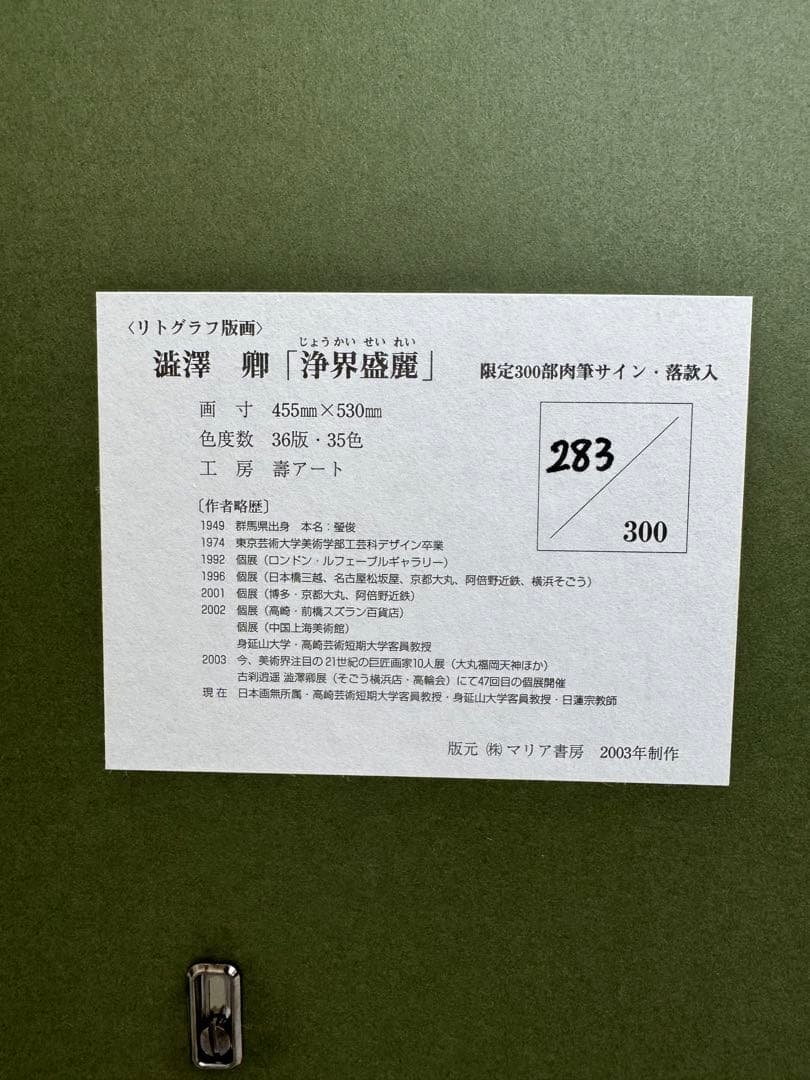 〈リトグラフ版画〉
じょうかい せい れい
澁澤 卿「浄界盛麗」 限定300部肉筆サイン・落款入
画 寸 455㎜×530㎜
色度数 36版・35色
工 房 壽アート
283
300
〔作者略歴〕
1949 群馬県出身 本名:瑩俊
1974 東京芸術大学美術学部工芸科デザイン卒業
1992 個展(ロンドン・ルフェーブルギャラリー)
1996 個展(日本橋三越、名古屋松坂屋、京都大丸、阿倍野近鉄、横浜そごう)
2001 個展(博多・京都大丸、阿倍野近鉄)
2002 個展(高崎・前橋スズラン百貨店)
個展(中国上海美術館)
身延山大学・高崎芸術短期大学客員教授
2003 今、美術界注目の21世紀の巨匠画家10人展(大丸福岡天神ほか)
古刹逍遥 澁澤卿展(そごう横浜店・高輪会)にて47回目の個展開催
現 在 日本画無所属・高崎芸術短期大学客員教授・身延山大学客員教授・日蓮宗教師
版元 ㈱マリア書房 2003年制作